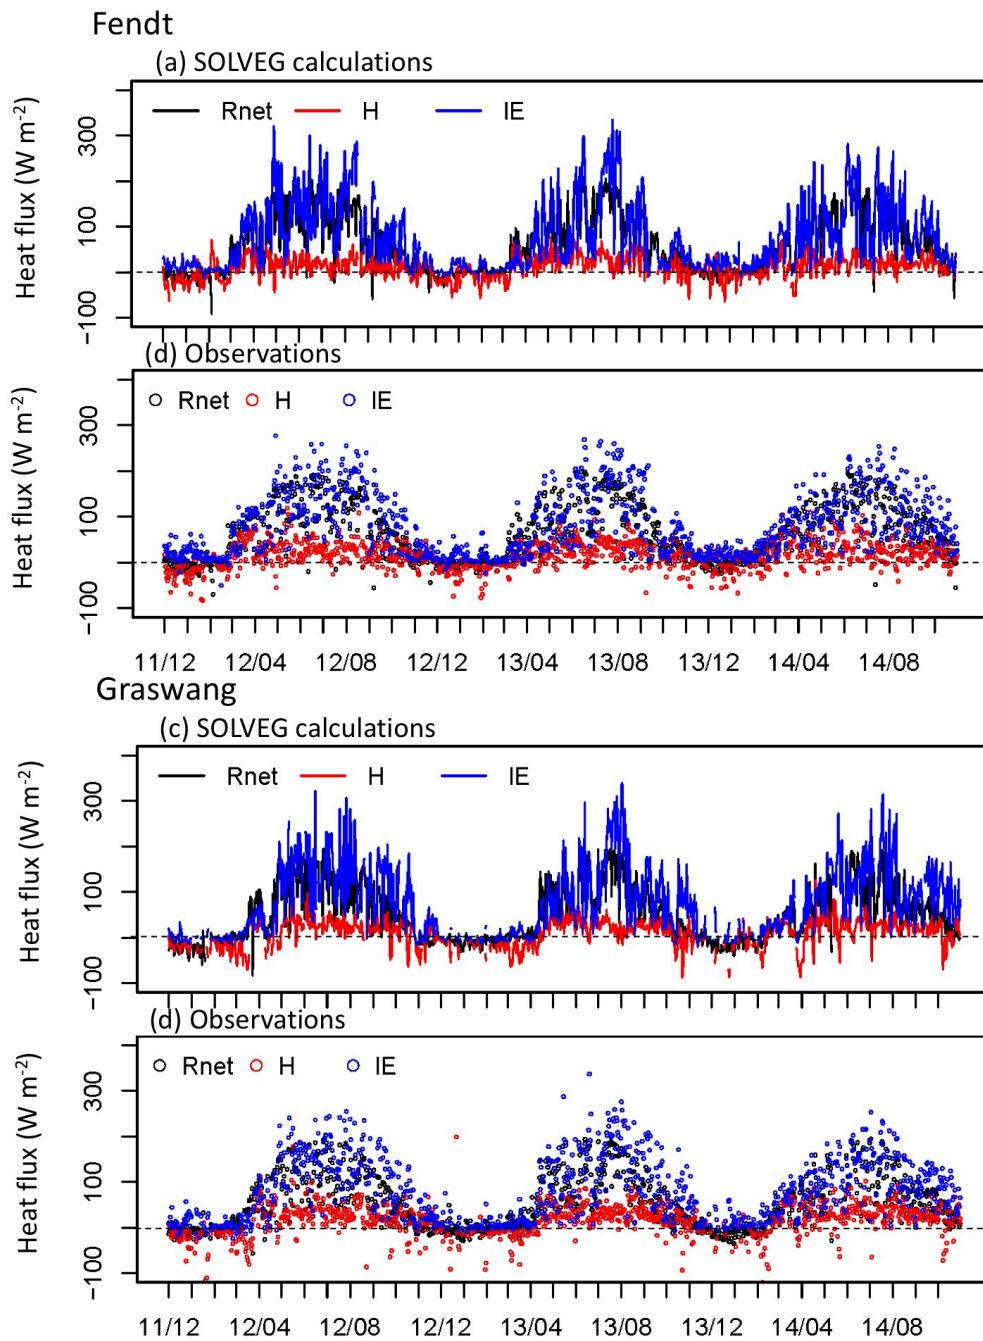 Fendt
(a) SOLVEG calculations
Rnet H lE
Heat flux (W m-2)
300
100
-100
(d) Observations
Rnet H lE
Heat flux (W m-2)
300
100
-100
11/12 12/04 12/08 12/12 13/04 13/08 13/12 14/04 14/08
Graswang
(c) SOLVEG calculations
Rnet H lE
Heat flux (W m-2)
300
100
-100
(d) Observations
Rnet H lE
Heat flux (W m-2)
300
100
-100
11/12 12/04 12/08 12/12 13/04 13/08 13/12 14/04 14/08